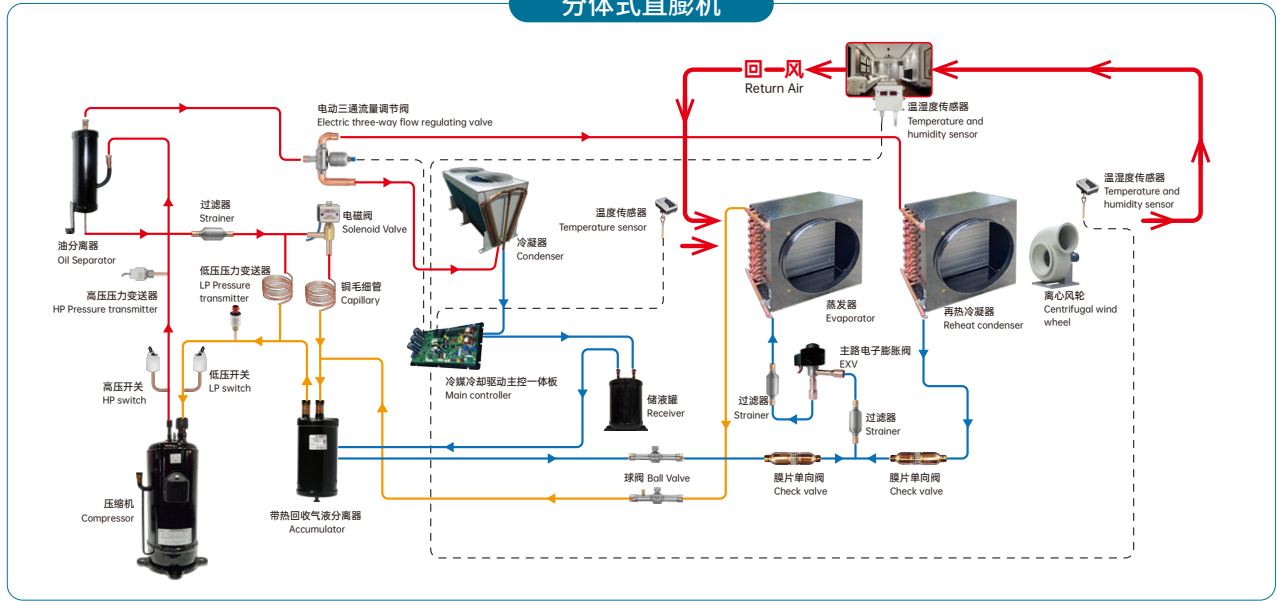 分体式直膨机
电动三通流量调节阀
Electric three-way flow regulating valve
回 风
Return Air
温湿度传感器
Temperature and
humidity sensor
温湿度传感器
Temperature and
humidity sensor
过滤器
Strainer
电磁阀
Solenoid Valve
温度传感器
Temperature sensor
油分离器
Oil Separator
冷凝器
Condenser
低压压力变送器
LP Pressure
transmitter
高压压力变送器
HP Pressure transmitter
铜毛细管
Capillary
蒸发器
Evaporator
再热冷凝器
Reheat condenser
离心风轮
Centrifugal wind
wheel
主路电子膨胀阀
EXV
高压开关
HP switch
低压开关
LP switch
冷媒冷却驱动主控一体板
Main controller
储液罐
Receiver
过滤器
Strainer
过滤器
Strainer
球阀 Ball Valve
膜片单向阀
Check valve
膜片单向阀
Check valve
压缩机
Compressor
带热回收气液分离器
Accumulator